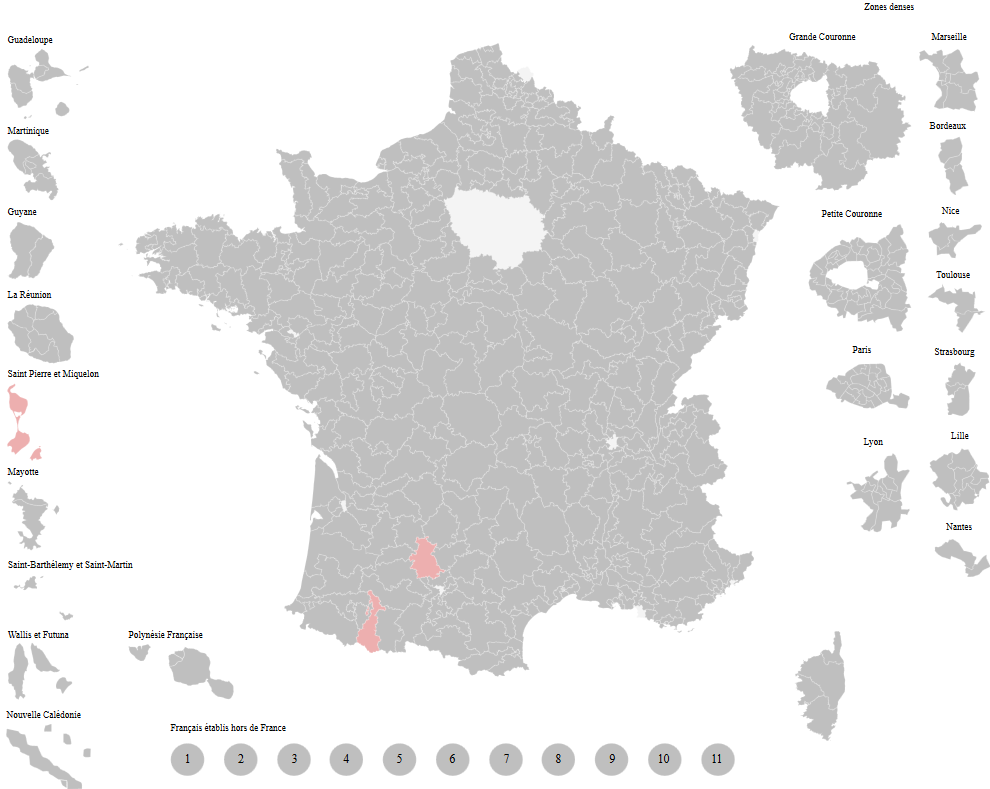 Zones denses
Guadeloupe
Grande Couronne
Marseille
Martinique
Bordeaux
Guyane
Petite Couronne
Nice
Toulouse
La Réunion
Paris
Strasbourg
Saint Pierre et Miquelon
Lyon
Lille
Mayotte
Nantes
Saint-Barthélemy et Saint-Martin
Wallis et Futuna
Polynésie Française
Nouvelle Calédonie
Français établis hors de France
1 2 3 4 5 6 7 8 9 10 11